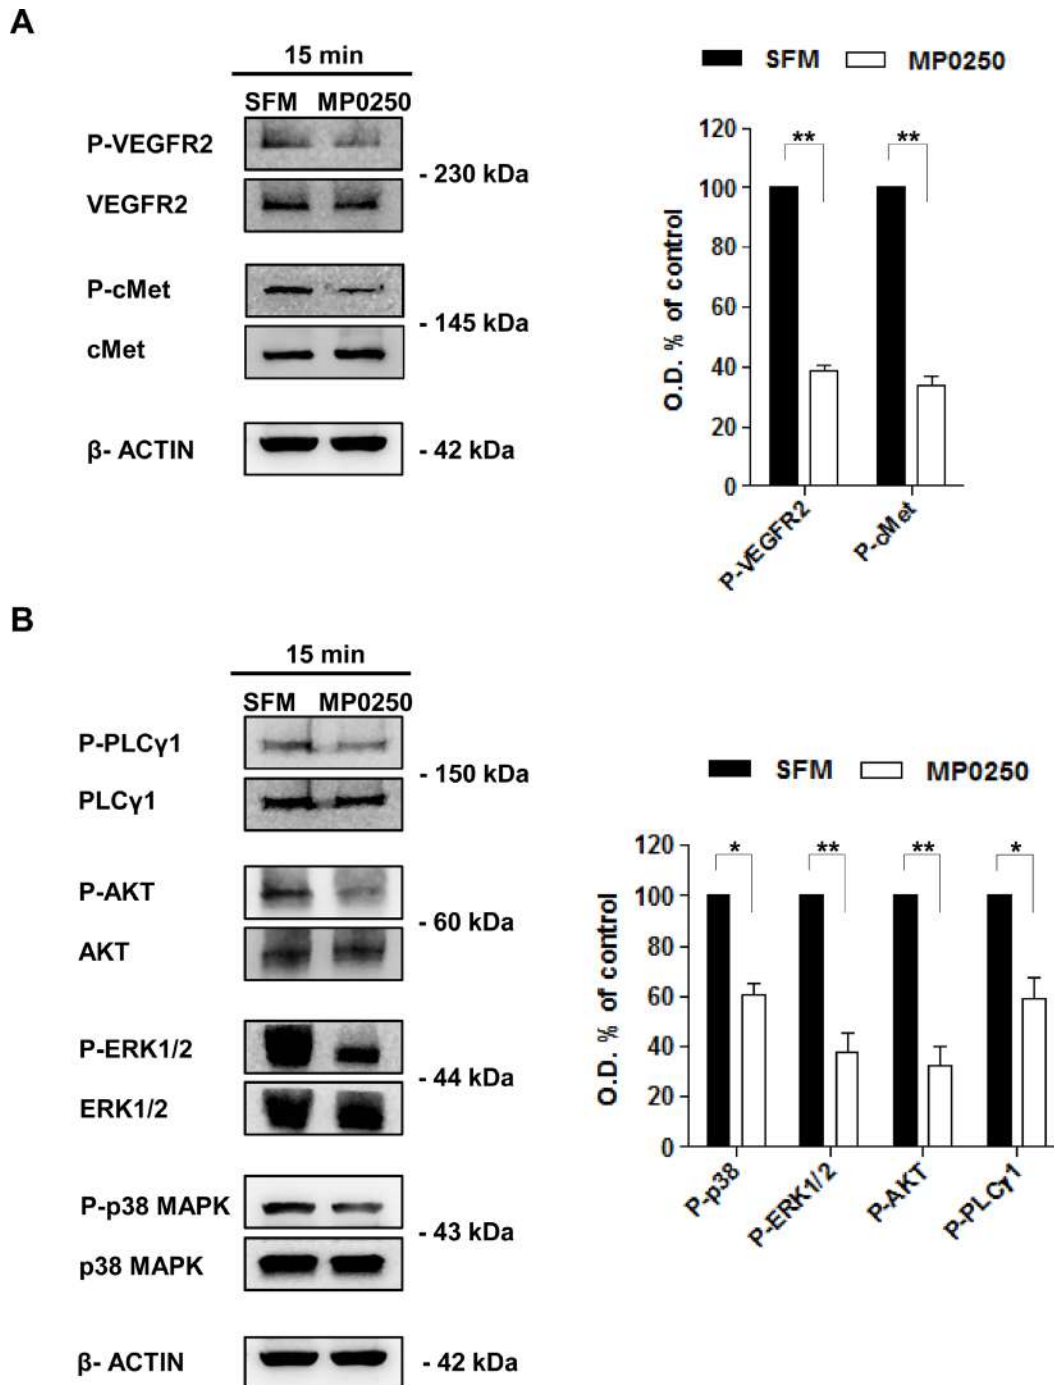 A
15 min
SFM MP0250
P-VEGFR2
- 230 kDa
VEGFR2
P-cMet
- 145 kDa
cMet
β- ACTIN
- 42 kDa
SFM MP0250
O.D. % of control
120
100
80
60
40
20
0
** **
P-VEGFR2
P-cMet
B
15 min
SFM MP0250
P-PLCγ1
- 150 kDa
PLCγ1
P-AKT
- 60 kDa
AKT
P-ERK1/2
- 44 kDa
ERK1/2
P-p38 MAPK
- 43 kDa
p38 MAPK
β- ACTIN
- 42 kDa
SFM MP0250
O.D. % of control
120
100
80
60
40
20
0
* ** ** *
P-p38
P-ERK1/2
P-AKT
P-PLCγ1